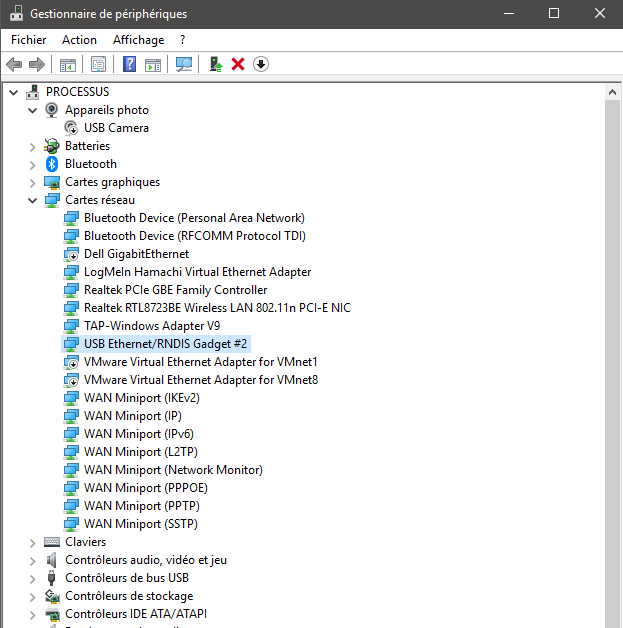 Gestionnaire de périphériques
Fichier Action Affichage ?
PROCESSUS
Appareils photo
USB Camera
Batteries
Bluetooth
Cartes graphiques
Cartes réseau
Bluetooth Device (Personal Area Network)
Bluetooth Device (RFCOMM Protocol TDI)
Dell GigabitEthernet
LogMeIn Hamachi Virtual Ethernet Adapter
Realtek PCIe GBE Family Controller
Realtek RTL8723BE Wireless LAN 802.11n PCI-E NIC
TAP-Windows Adapter V9
USB Ethernet/RNDIS Gadget #2
VMware Virtual Ethernet Adapter for VMnet1
VMware Virtual Ethernet Adapter for VMnet8
WAN Miniport (IKEv2)
WAN Miniport (IP)
WAN Miniport (IPv6)
WAN Miniport (L2TP)
WAN Miniport (Network Monitor)
WAN Miniport (PPPOE)
WAN Miniport (PPTP)
WAN Miniport (SSTP)
Claviers
Contrôleurs audio, vidéo et jeu
Contrôleurs de bus USB
Contrôleurs de stockage
Contrôleurs IDE ATA/ATAPI